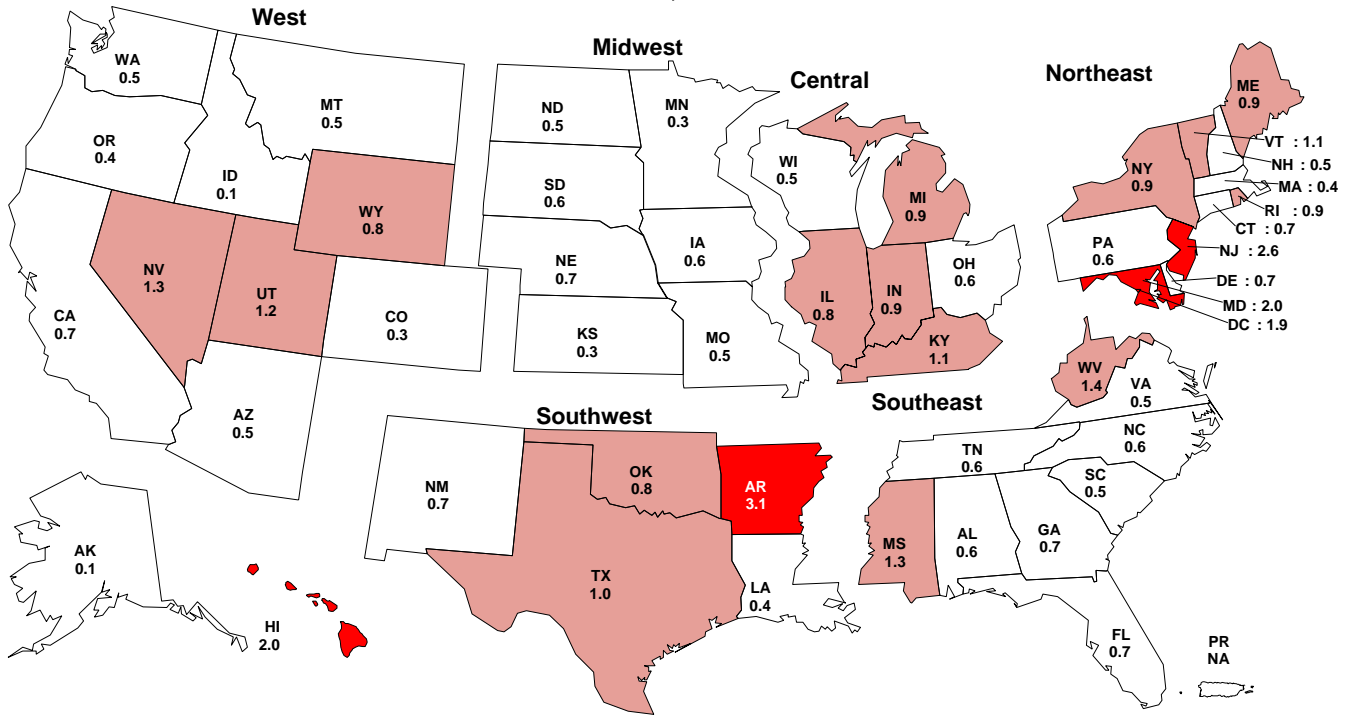 West
WA
0.5
OR
0.4
MT
0.5
ID
0.1
WY
0.8
NV
1.3
UT
1.2
CA
0.7
CO
0.3
AZ
0.5
AK
0.1
HI
2.0
Midwest
ND
0.5
MN
0.3
SD
0.6
NE
0.7
IA
0.6
KS
0.3
MO
0.5
Central
WI
0.5
MI
0.9
IL
0.8
IN
0.9
OH
0.6
KY
1.1
Northeast
ME
0.9
VT : 1.1
NH : 0.5
NY
0.9
MA : 0.4
RI : 0.9
CT : 0.7
PA
0.6
NJ : 2.6
DE : 0.7
MD : 2.0
DC : 1.9
Southwest
NM
0.7
OK
0.8
AR
3.1
TX
1.0
LA
0.4
Southeast
WV
1.4
VA
0.5
TN
0.6
NC
0.6
SC
0.5
MS
1.3
AL
0.6
GA
0.7
FL
0.7
PR
NA